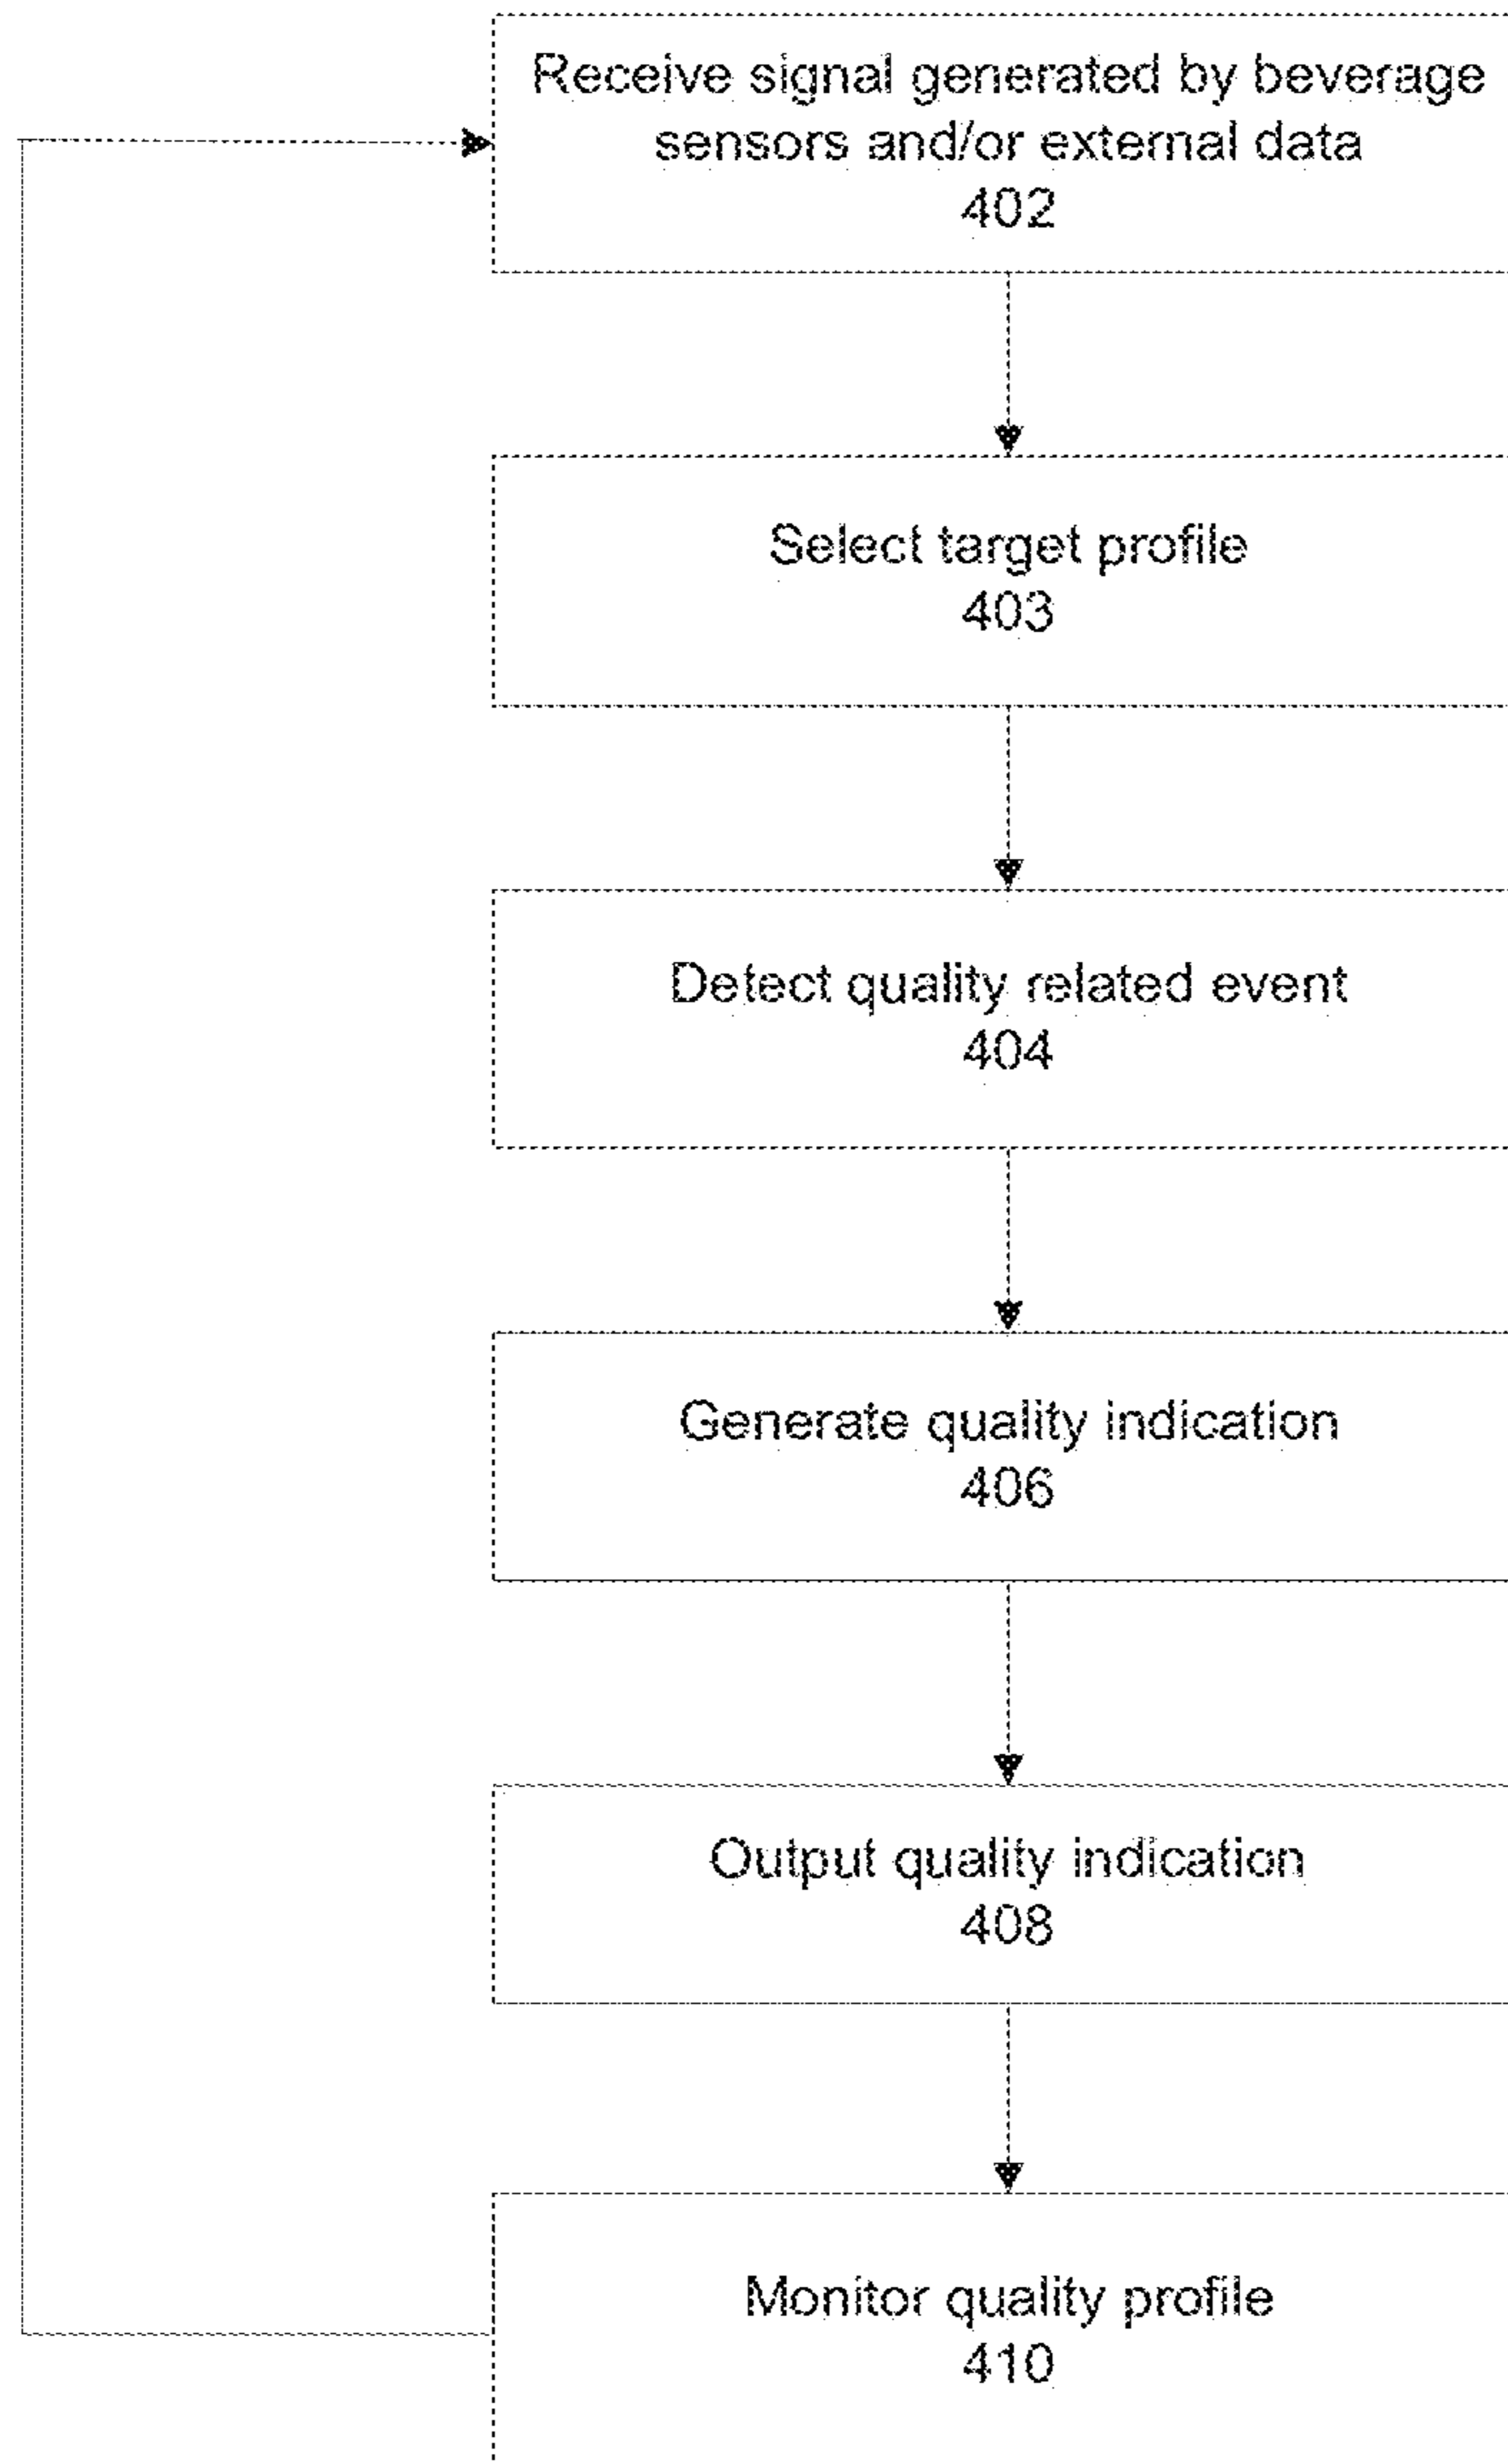 Receive signal generated by beverage
sensors and/or external data
402
Select target profile
403
Detect quality related event
404
Generate quality indication
406
Output quality indication
408
Monitor quality profile
410